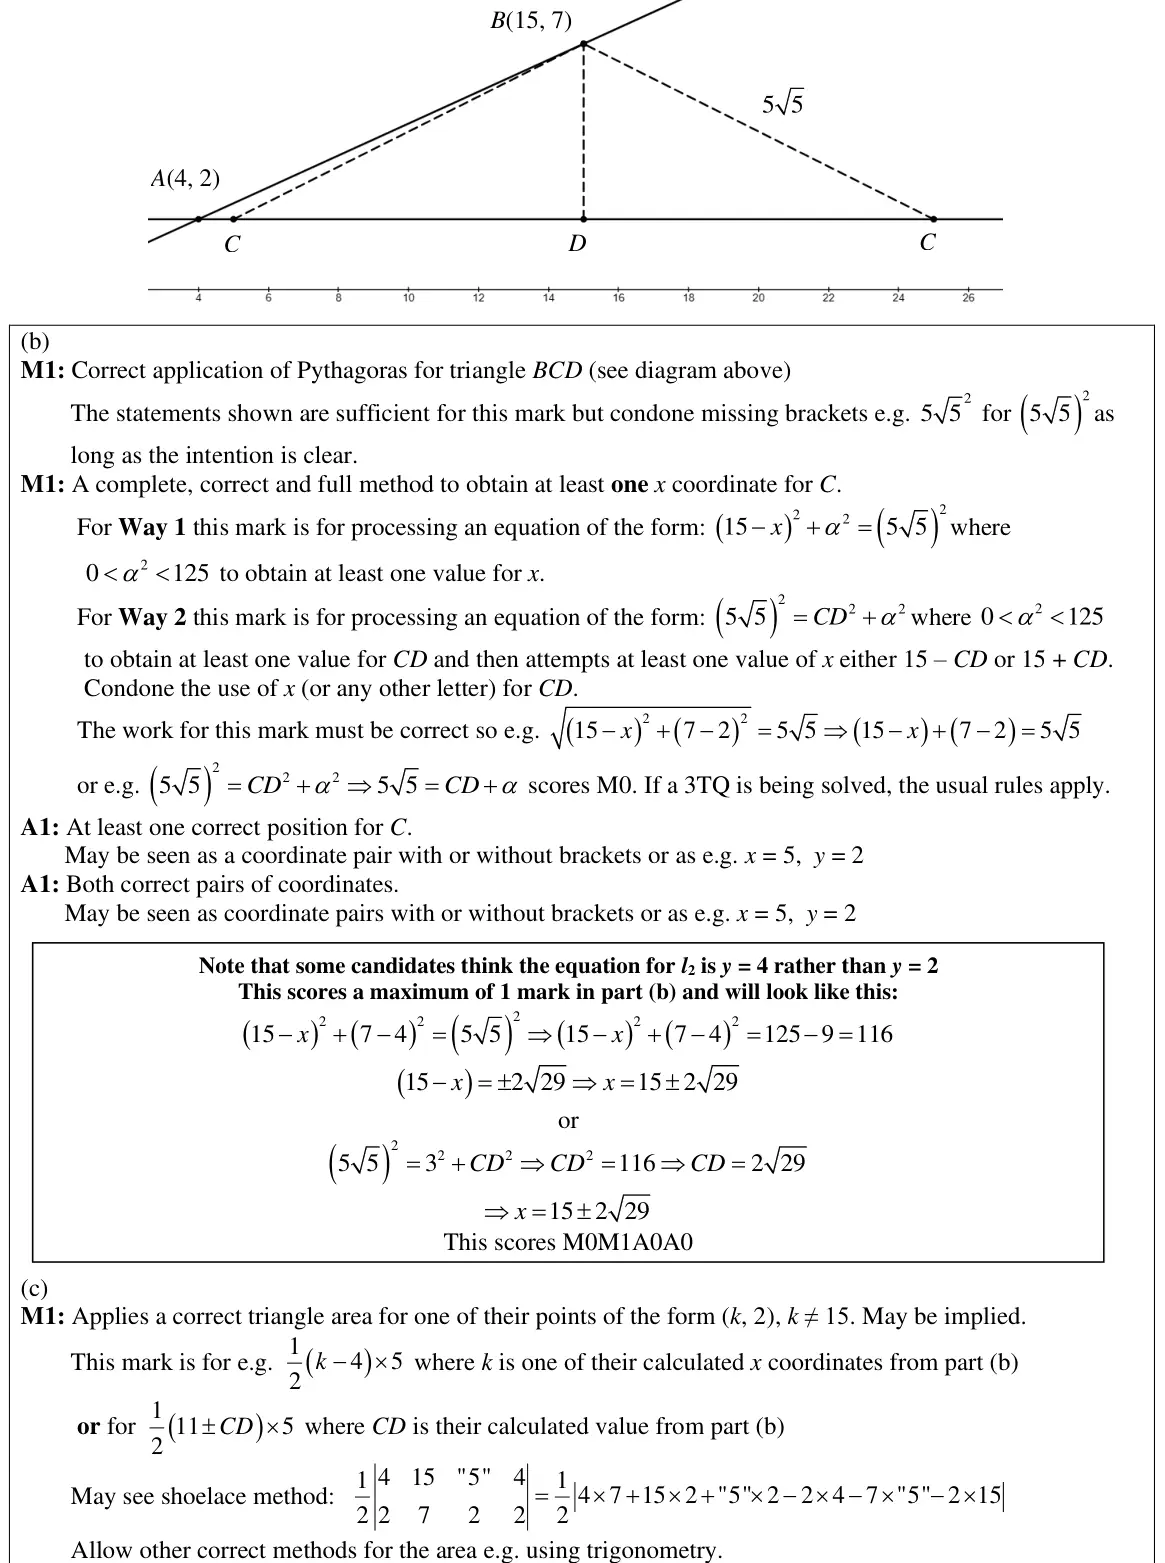 B(15, 7)
5√5
A(4, 2)
C D C
4 6 8 10 12 14 16 18 20 22 24 26
(b)
M1: Correct application of Pythagoras for triangle BCD (see diagram above)
The statements shown are sufficient for this mark but condone missing brackets e.g. 5√5² for (5√5)² as
long as the intention is clear.
M1: A complete, correct and full method to obtain at least one x coordinate for C.
For Way 1 this mark is for processing an equation of the form: (15 − x)² + α² = (5√5)² where
0 < α² < 125 to obtain at least one value for x.
For Way 2 this mark is for processing an equation of the form: (5√5)² = CD² + α² where 0 < α² < 125
to obtain at least one value for CD and then attempts at least one value of x either 15 – CD or 15 + CD.
Condone the use of x (or any other letter) for CD.
The work for this mark must be correct so e.g. √((15 − x)² + (7 − 2)²) = 5√5 ⇒ (15 − x) + (7 − 2) = 5√5
or e.g. (5√5)² = CD² + α² ⇒ 5√5 = CD + α scores M0. If a 3TQ is being solved, the usual rules apply.
A1: At least one correct position for C.
May be seen as a coordinate pair with or without brackets or as e.g. x = 5, y = 2
A1: Both correct pairs of coordinates.
May be seen as coordinate pairs with or without brackets or as e.g. x = 5, y = 2
Note that some candidates think the equation for l₂ is y = 4 rather than y = 2
This scores a maximum of 1 mark in part (b) and will look like this:
(15 − x)² + (7 − 4)² = (5√5)² ⇒ (15 − x)² + (7 − 4)² = 125 − 9 = 116
(15 − x) = ±2√29 ⇒ x = 15 ± 2√29
or
(5√5)² = 3² + CD² ⇒ CD² = 116 ⇒ CD = 2√29
⇒ x = 15 ± 2√29
This scores M0M1A0A0
(c)
M1: Applies a correct triangle area for one of their points of the form (k, 2), k ≠ 15. May be implied.
This mark is for e.g. 1/2 (k − 4) × 5 where k is one of their calculated x coordinates from part (b)
or for 1/2 (11 ± CD) × 5 where CD is their calculated value from part (b)
May see shoelace method: 1/2 |4 15 "5" 4; 2 7 2 2| = 1/2 |4 × 7 + 15 × 2 + "5" × 2 − 2 × 4 − 7 × "5" − 2 × 15|
Allow other correct methods for the area e.g. using trigonometry.